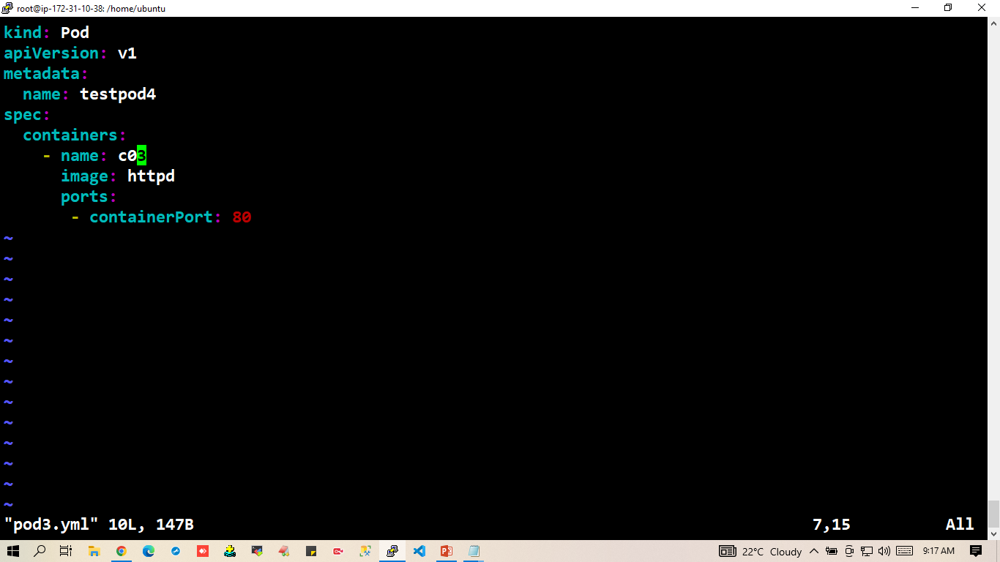 root@ip-172-31-10-38: /home/ubuntu
kind: Pod
apiVersion: v1
metadata:
  name: testpod4
spec:
  containers:
    - name: c03
      image: httpd
      ports:
       - containerPort: 80
~
~
~
~
~
~
~
~
~
~
~
~
~
~
"pod3.yml" 10L, 147B 7,15 All
22°C Cloudy 9:17 AM